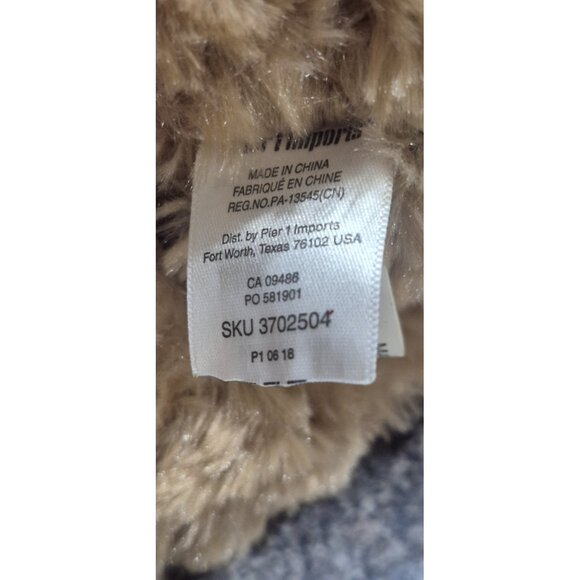 1 imports
MADE IN CHINA
FABRIQUÉ EN CHINE
REG.NO.PA-13545(CN)
Dist. by Pier 1 Imports
Fort Worth, Texas 76102 USA
CA 09486
PO 581901
SKU 3702504
P1 06 18